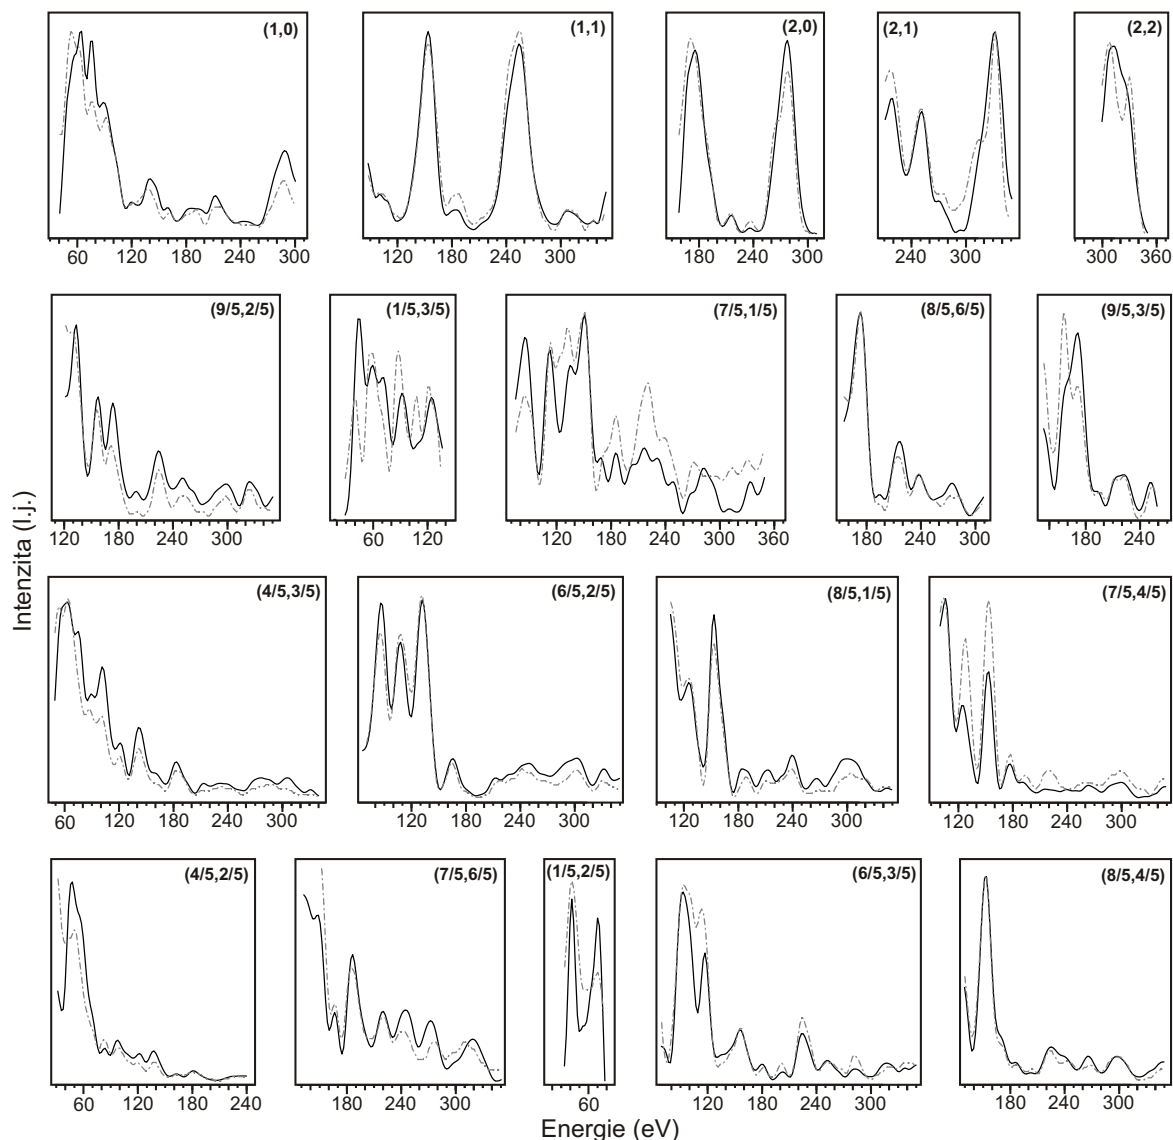 (1,0) (1,1) (2,0) (2,1) (2,2)
60 120 180 240 300 120 180 240 300 180 240 300 240 300 300 360
(9/5,2/5) (1/5,3/5) (7/5,1/5) (8/5,6/5) (9/5,3/5)
120 180 240 300 60 120 60 120 180 240 300 360 180 240 300 180 240
Intenzita (l.j.)
(4/5,3/5) (6/5,2/5) (8/5,1/5) (7/5,4/5)
60 120 180 240 300 120 180 240 300 120 180 240 300 120 180 240 300
(4/5,2/5) (7/5,6/5) (1/5,2/5) (6/5,3/5) (8/5,4/5)
60 120 180 240 180 240 300 60 120 180 240 300 180 240 300
Energie (eV)